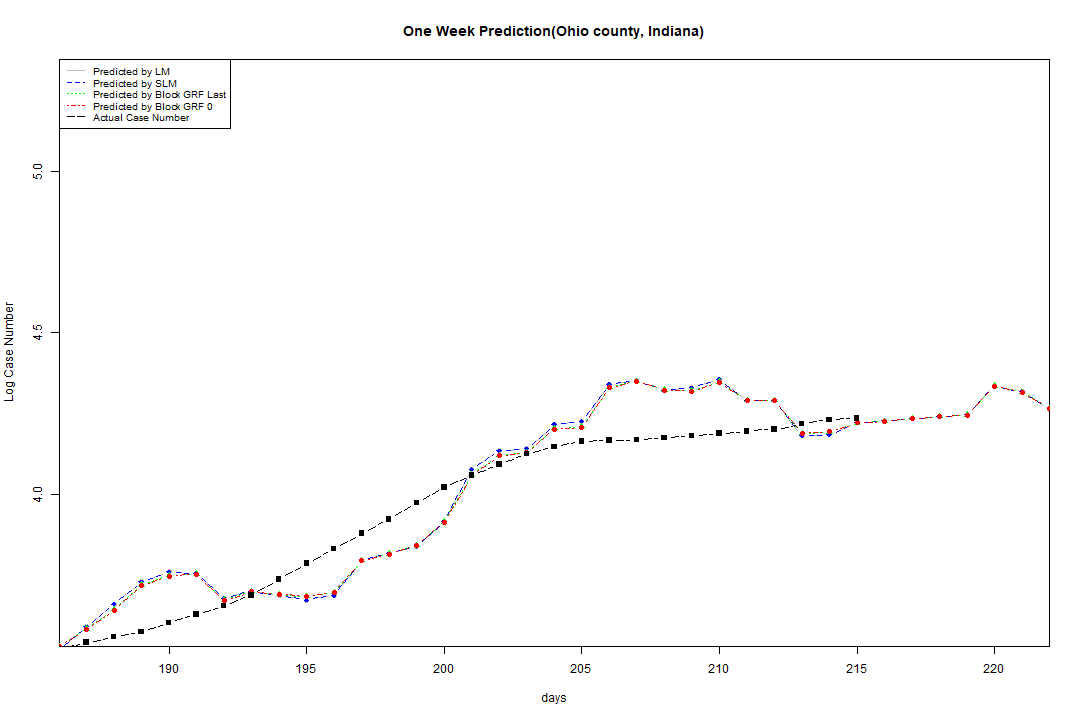 One Week Prediction(Ohio county, Indiana)
Predicted by LM
Predicted by SLM
Predicted by Block GRF Last
Predicted by Block GRF 0
Actual Case Number
5.0
4.5
4.0
Log Case Number
190 195 200 205 210 215 220
days